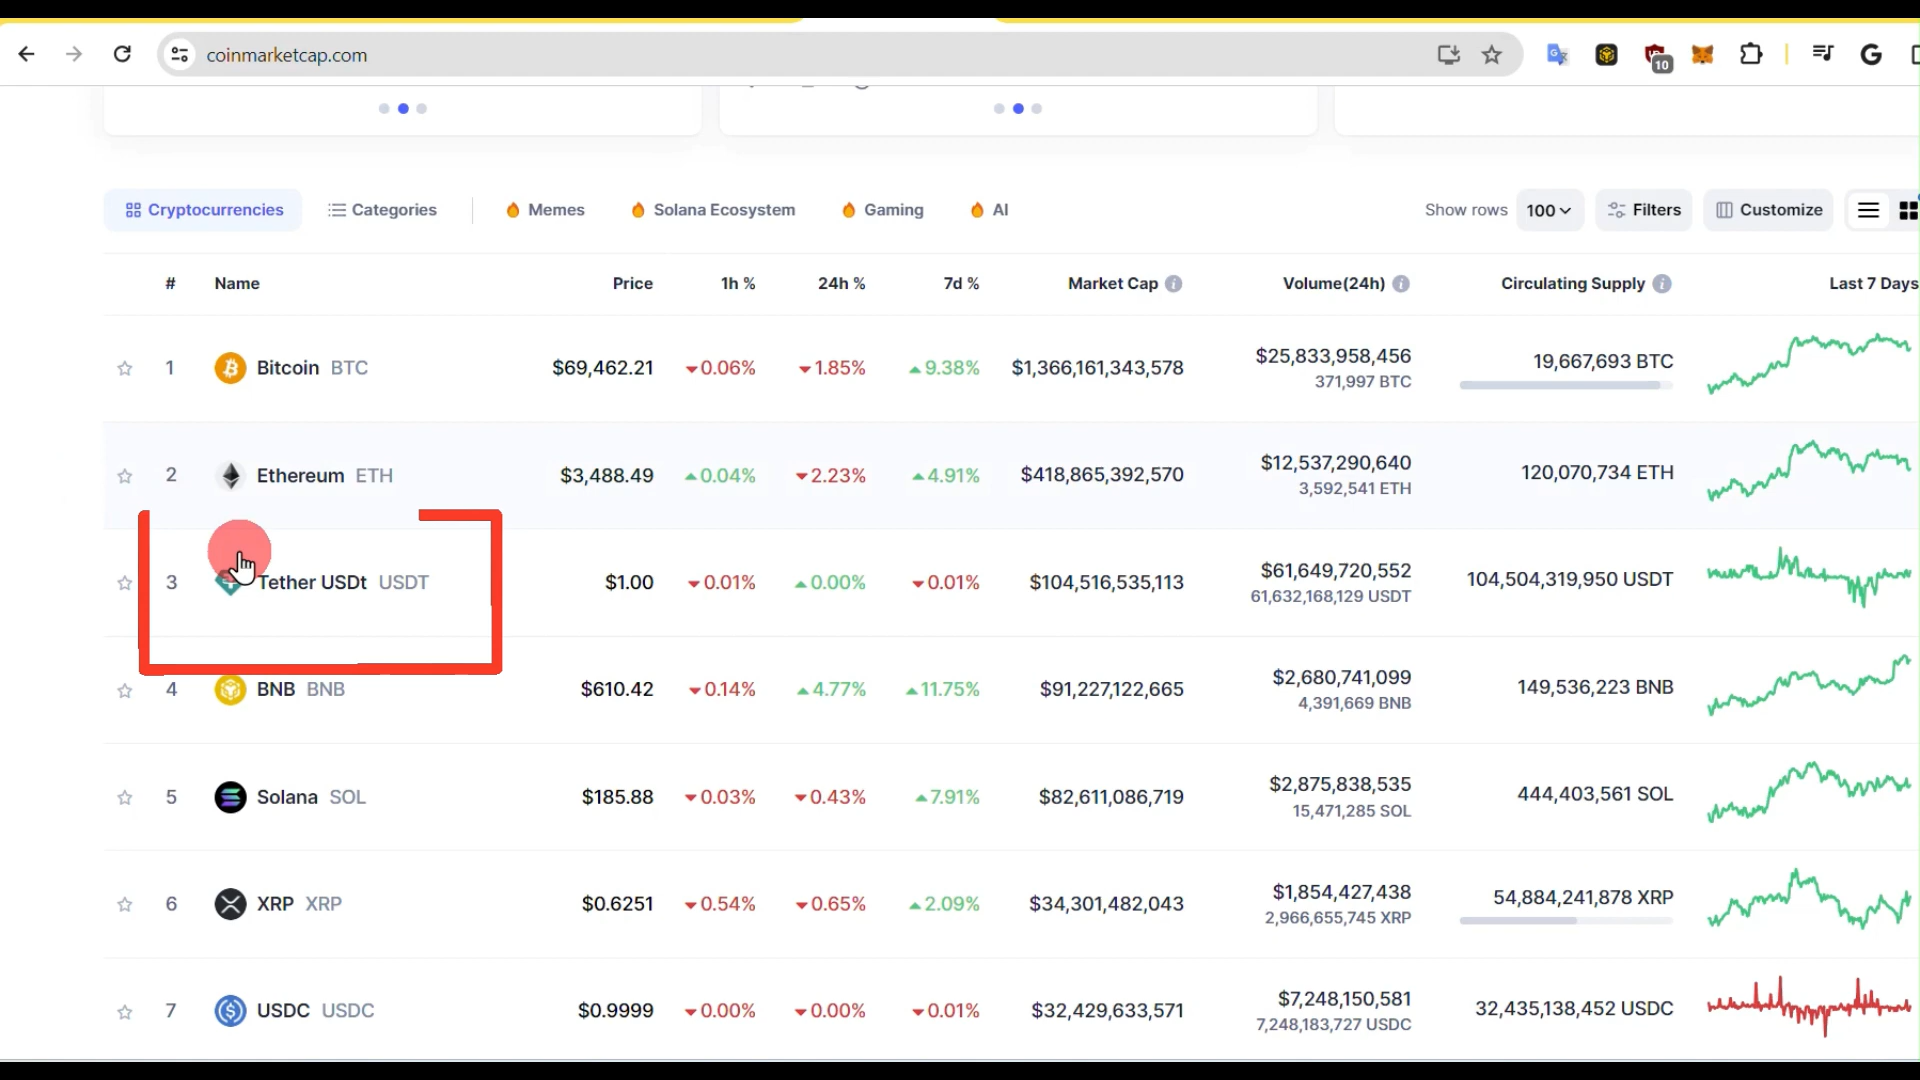 coinmarketcap.com
10
Cryptocurrencies Categories Memes Solana Ecosystem Gaming AI Show rows 100 Filters Customize
# Name Price 1h % 24h % 7d % Market Cap Volume(24h) Circulating Supply Last 7 Days
1 Bitcoin BTC $69,462.21 0.06% 1.85% 9.38% $1,366,161,343,578 $25,833,958,456 19,667,693 BTC
371,997 BTC
2 Ethereum ETH $3,488.49 0.04% 2.23% 4.91% $418,865,392,570 $12,537,290,640 120,070,734 ETH
3,592,541 ETH
3 Tether USDt USDT $1.00 0.01% 0.00% 0.01% $104,516,535,113 $61,649,720,552 104,504,319,950 USDT
61,632,168,129 USDT
4 BNB BNB $610.42 0.14% 4.77% 11.75% $91,227,122,665 $2,680,741,099 149,536,223 BNB
4,391,669 BNB
5 Solana SOL $185.88 0.03% 0.43% 7.91% $82,611,086,719 $2,875,838,535 444,403,561 SOL
15,471,285 SOL
6 XRP XRP $0.6251 0.54% 0.65% 2.09% $34,301,482,043 $1,854,427,438 54,884,241,878 XRP
2,966,655,745 XRP
7 USDC USDC $0.9999 0.00% 0.00% 0.01% $32,429,633,571 $7,248,150,581 32,435,138,452 USDC
7,248,183,727 USDC